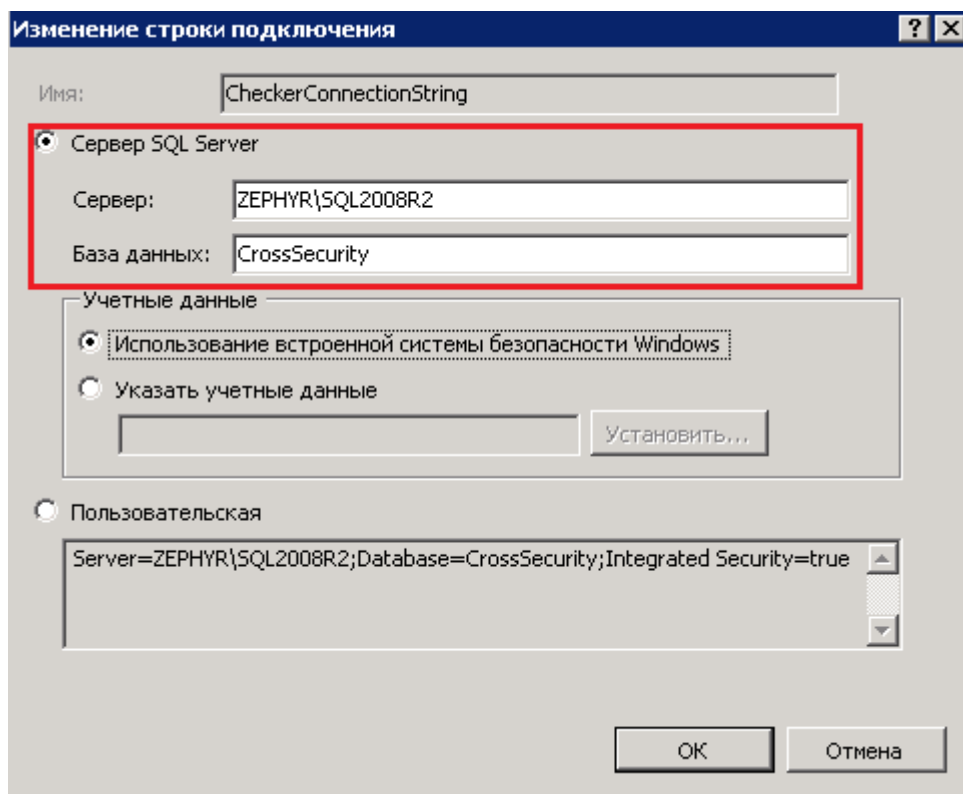 Изменение строки подключения
Имя: CheckerConnectionString
Сервер SQL Server
Сервер: ZEPHYR\SQL2008R2
База данных: CrossSecurity
Учетные данные
Использование встроенной системы безопасности Windows
Указать учетные данные
Установить...
Пользовательская
Server=ZEPHYR\SQL2008R2;Database=CrossSecurity;Integrated Security=true
ОК Отмена